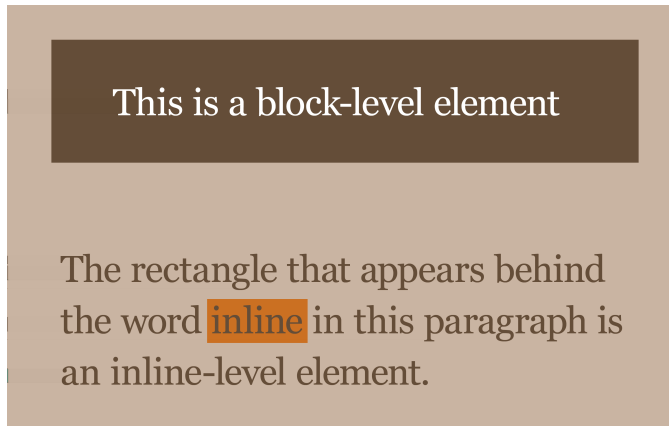 This is a block-level element
The rectangle that appears behind
the word inline in this paragraph is
an inline-level element.